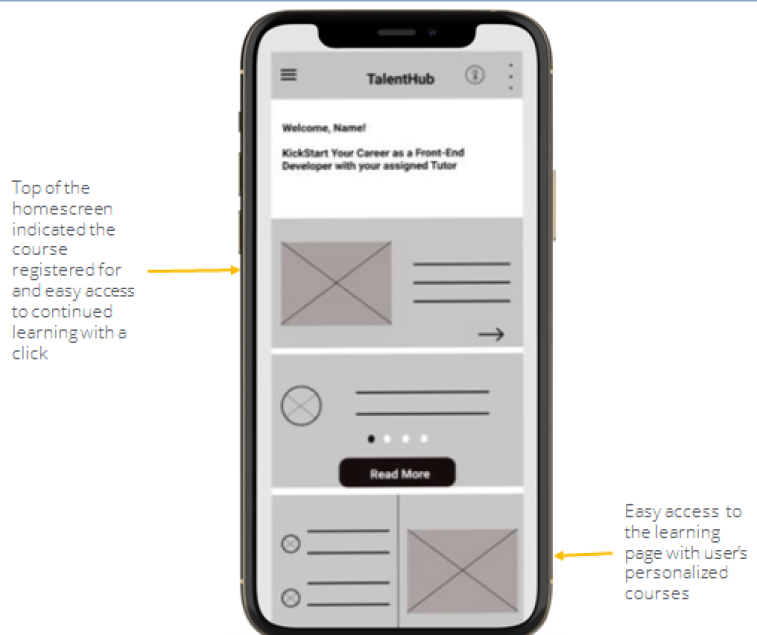 TalentHub
Welcome, Name!
KickStart Your Career as a Front-End
Developer with your assigned Tutor
Top of the
homescreen
indicated the
course
registered for
and easy access
to continued
learning with a
click
Read More
Easy access to
the learning
page with user's
personalized
courses